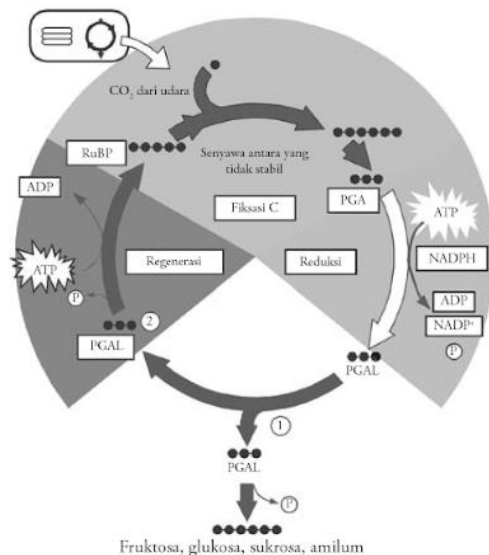 CO₂ dari udara
RuBP
Senyawa antara yang
tidak stabil
ADP
Fiksasi C
PGA
ATP
NADPH
ATP
Regenerasi
Reduksi
ADP
NADP⁺
P
P
2
PGAL
PGAL
1
PGAL
P
Fruktosa, glukosa, sukrosa, amilum